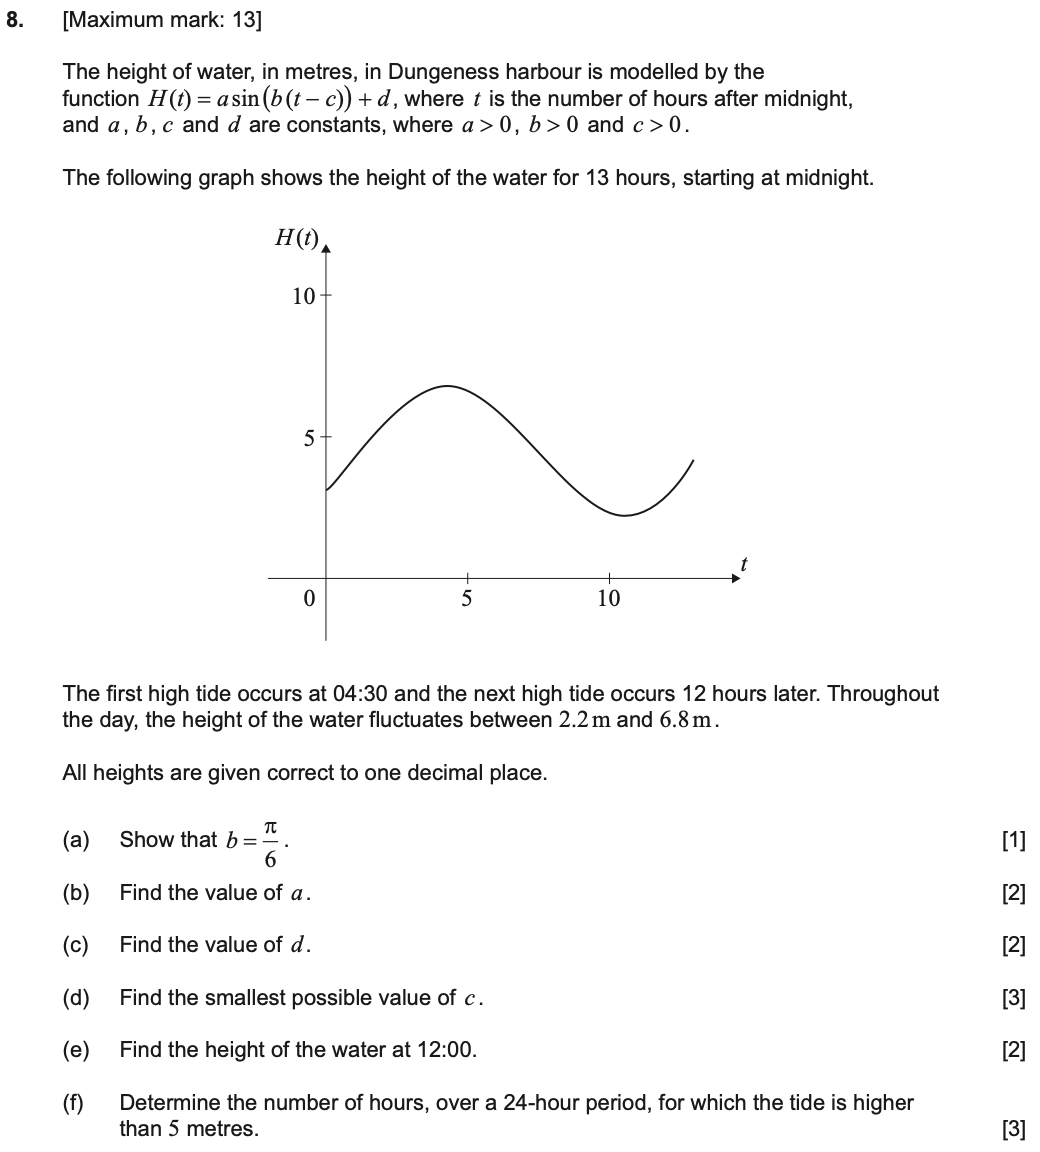 8. [Maximum mark: 13]
The height of water, in metres, in Dungeness harbour is modelled by the
function H(t) = a sin(b(t − c)) + d, where t is the number of hours after midnight,
and a, b, c and d are constants, where a > 0, b > 0 and c > 0.
The following graph shows the height of the water for 13 hours, starting at midnight.
H(t)
10
5
t
0 5 10
The first high tide occurs at 04:30 and the next high tide occurs 12 hours later. Throughout
the day, the height of the water fluctuates between 2.2 m and 6.8 m.
All heights are given correct to one decimal place.
(a) Show that b = π/6. [1]
(b) Find the value of a. [2]
(c) Find the value of d. [2]
(d) Find the smallest possible value of c. [3]
(e) Find the height of the water at 12:00. [2]
(f) Determine the number of hours, over a 24-hour period, for which the tide is higher
than 5 metres. [3]